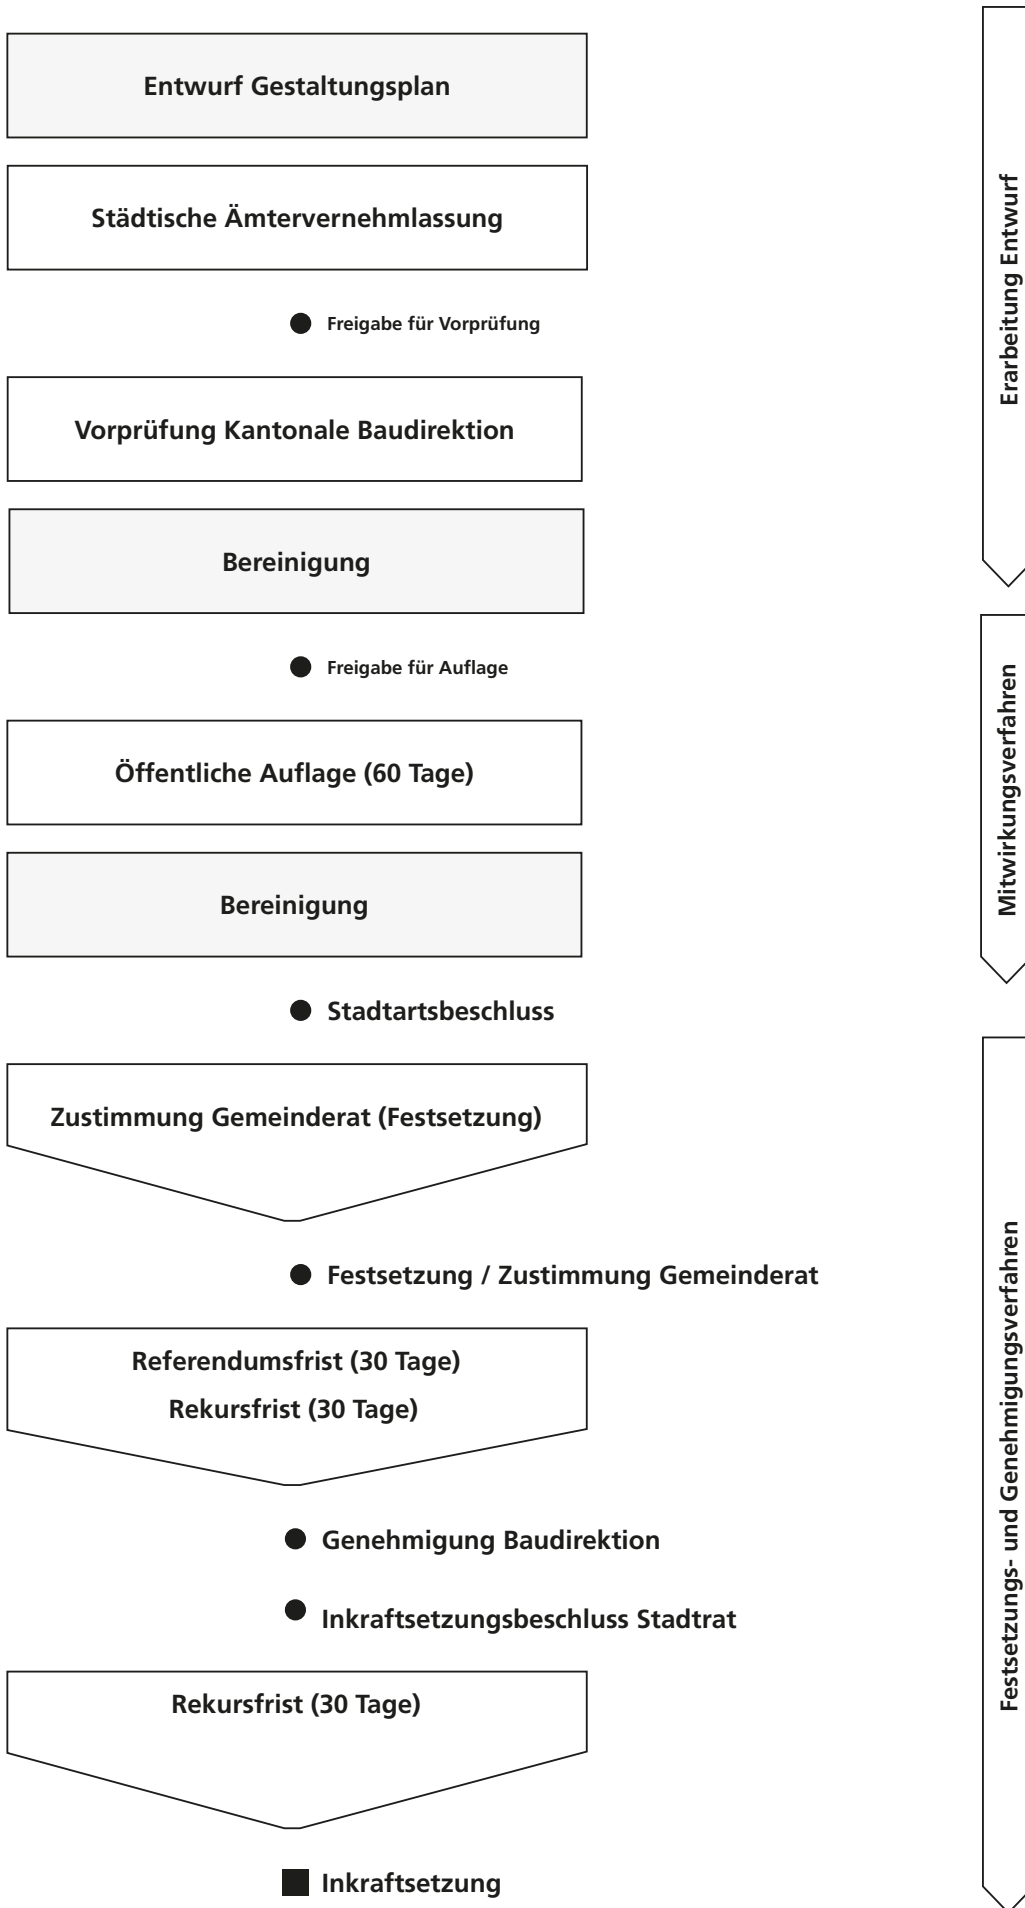 Entwurf Gestaltungsplan
Städtische Ämtervernehmlassung
Freigabe für Vorprüfung
Vorprüfung Kantonale Baudirektion
Bereinigung
Erarbeitung Entwurf
Freigabe für Auflage
Öffentliche Auflage (60 Tage)
Bereinigung
Mitwirkungsverfahren
Stadtartsbeschluss
Zustimmung Gemeinderat (Festsetzung)
Festsetzung / Zustimmung Gemeinderat
Referendumsfrist (30 Tage)
Rekursfrist (30 Tage)
Genehmigung Baudirektion
Inkraftsetzungsbeschluss Stadtrat
Rekursfrist (30 Tage)
Inkraftsetzung
Festsetzungs- und Genehmigungsverfahren